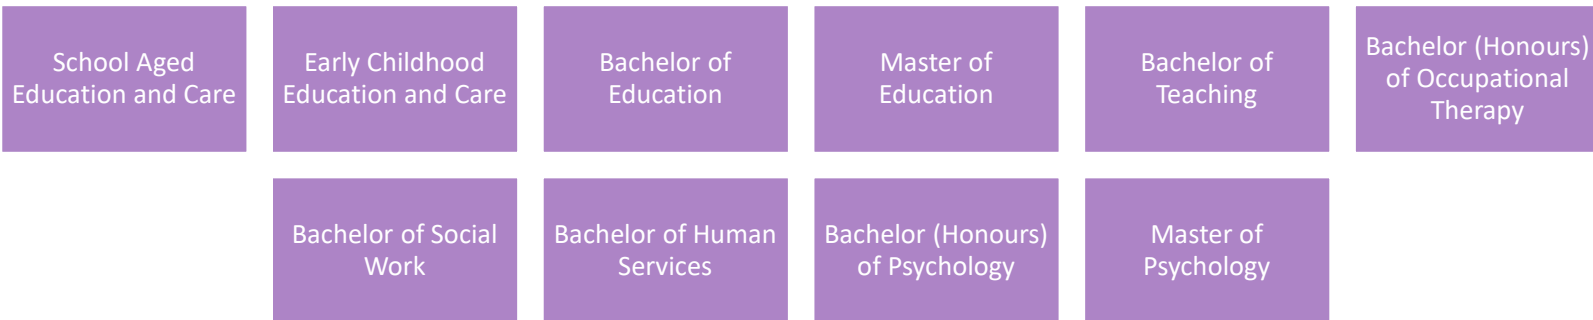 School Aged
Education and Care
Early Childhood
Education and Care
Bachelor of
Education
Master of
Education
Bachelor of
Teaching
Bachelor (Honours)
of Occupational
Therapy
Bachelor of Social
Work
Bachelor of Human
Services
Bachelor (Honours)
of Psychology
Master of
Psychology